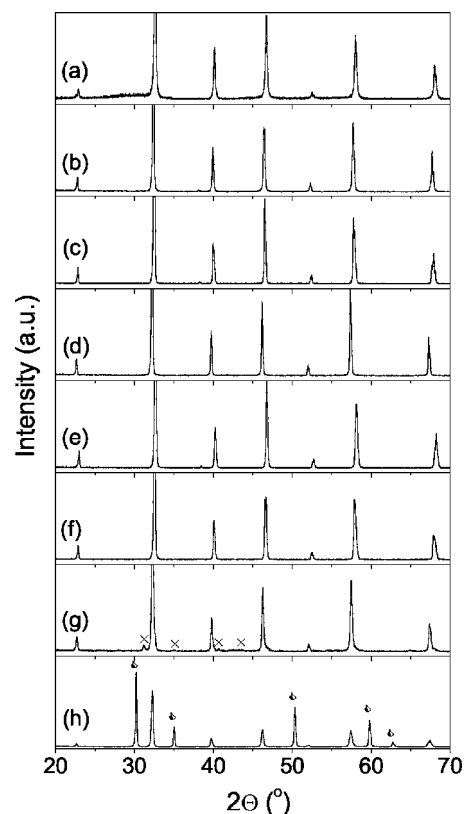 (a)
(b)
(c)
(d)
(e)
(f)
(g)
× × × ×
(h)
Intensity (a.u.)
20 30 40 50 60 70
2Θ (°)